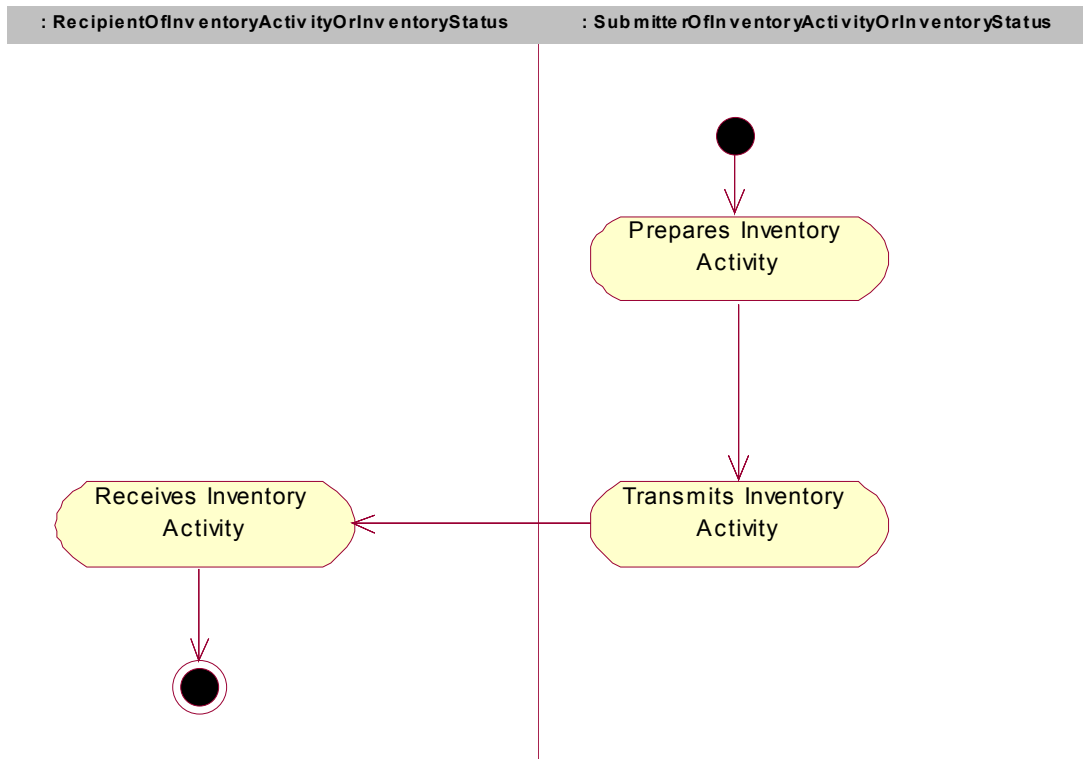 : RecipientOfInventoryActivityOrInventoryStatus
: SubmitterOfInventoryActivityOrInventoryStatus
Prepares Inventory
Activity
Receives Inventory
Activity
Transmits Inventory
Activity